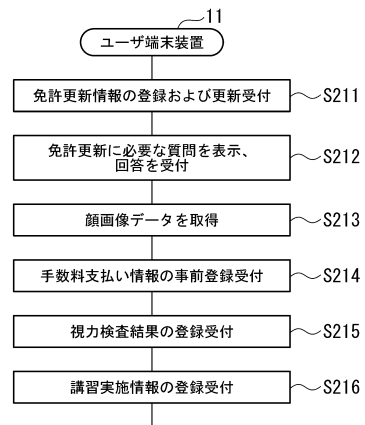 11
ユーザ端末装置
免許更新情報の登録および更新受付
S211
免許更新に必要な質問を表示、
回答を受付
S212
顔画像データを取得
S213
手数料支払い情報の事前登録受付
S214
視力検査結果の登録受付
S215
講習実施情報の登録受付
S216